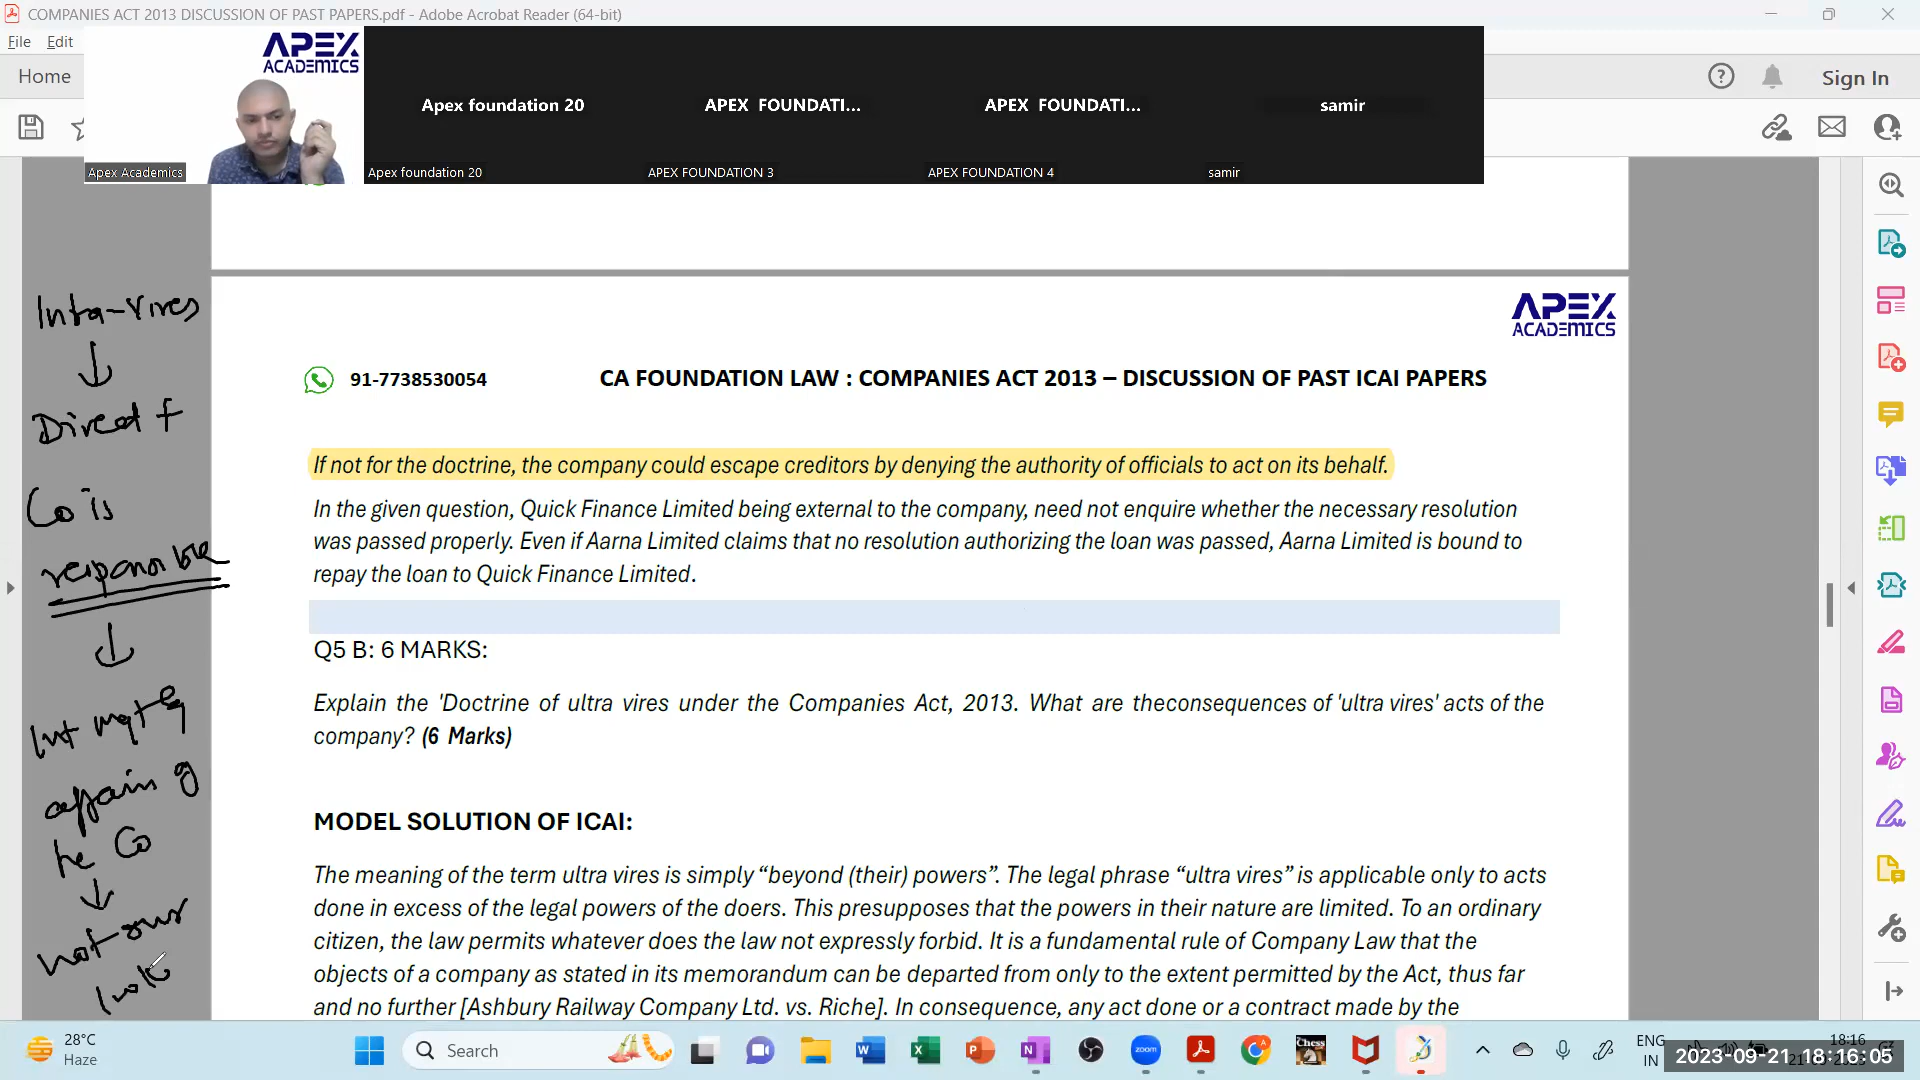 COMPANIES ACT 2013 DISCUSSION OF PAST PAPERS.pdf - Adobe Acrobat Reader (64-bit)
File Edit
Home
Sign In
APEX
ACADEMICS
Apex Academics
Apex foundation 20
Apex foundation 20
APEX FOUNDATI...
APEX FOUNDATION 3
APEX FOUNDATI...
APEX FOUNDATION 4
samir
samir
APEX
ACADEMICS
91-7738530054
CA FOUNDATION LAW : COMPANIES ACT 2013 – DISCUSSION OF PAST ICAI PAPERS
If not for the doctrine, the company could escape creditors by denying the authority of officials to act on its behalf.
In the given question, Quick Finance Limited being external to the company, need not enquire whether the necessary resolution
was passed properly. Even if Aarna Limited claims that no resolution authorizing the loan was passed, Aarna Limited is bound to
repay the loan to Quick Finance Limited.
Q5 B: 6 MARKS:
Explain the 'Doctrine of ultra vires under the Companies Act, 2013. What are theconsequences of 'ultra vires' acts of the
company? (6 Marks)
MODEL SOLUTION OF ICAI:
The meaning of the term ultra vires is simply “beyond (their) powers”. The legal phrase “ultra vires” is applicable only to acts
done in excess of the legal powers of the doers. This presupposes that the powers in their nature are limited. To an ordinary
citizen, the law permits whatever does the law not expressly forbid. It is a fundamental rule of Company Law that the
objects of a company as stated in its memorandum can be departed from only to the extent permitted by the Act, thus far
and no further [Ashbury Railway Company Ltd. vs. Riche]. In consequence, any act done or a contract made by the
Inta-vires
Co is
responsible
Int
he Co
not our
28°C
Haze
Search
zoom
Chess
ENG
IN
18:16
2023-09-21 18:16:05